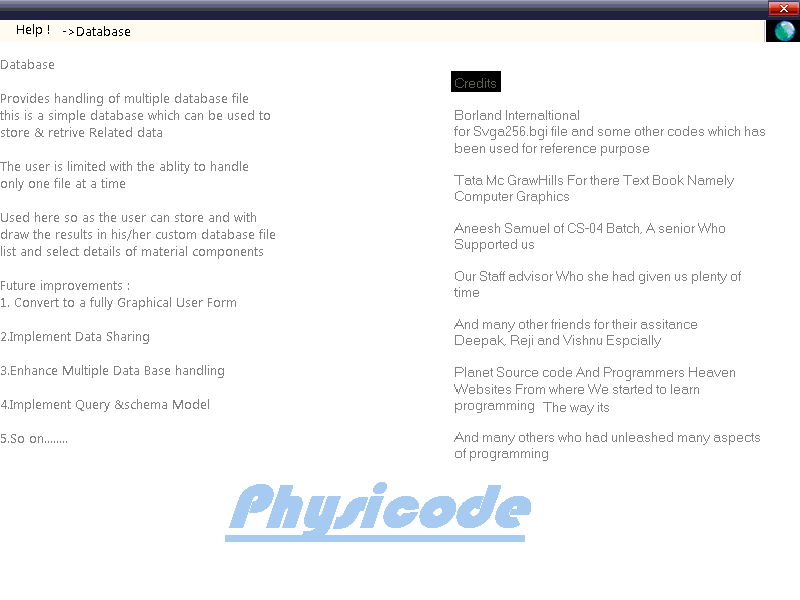 Help ! ->Database
Database
Provides handling of multiple database file
this is a simple database which can be used to
store & retrive Related data
The user is limited with the ablity to handle
only one file at a time
Used here so as the user can store and with
draw the results in his/her custom database file
list and select details of material components
Future improvements :
1. Convert to a fully Graphical User Form
2.Implement Data Sharing
3.Enhance Multiple Data Base handling
4.Implement Query &schema Model
5.So on........
Credits
Borland Internaltional
for Svga256.bgi file and some other codes which has
been used for reference purpose
Tata Mc GrawHills For there Text Book Namely
Computer Graphics
Aneesh Samuel of CS-04 Batch, A senior Who
Supported us
Our Staff advisor Who she had given us plenty of
time
And many other friends for their assitance
Deepak, Reji and Vishnu Espcially
Planet Source code And Programmers Heaven
Websites From where We started to learn
programming The way its
And many others who had unleashed many aspects
of programming
Physicode